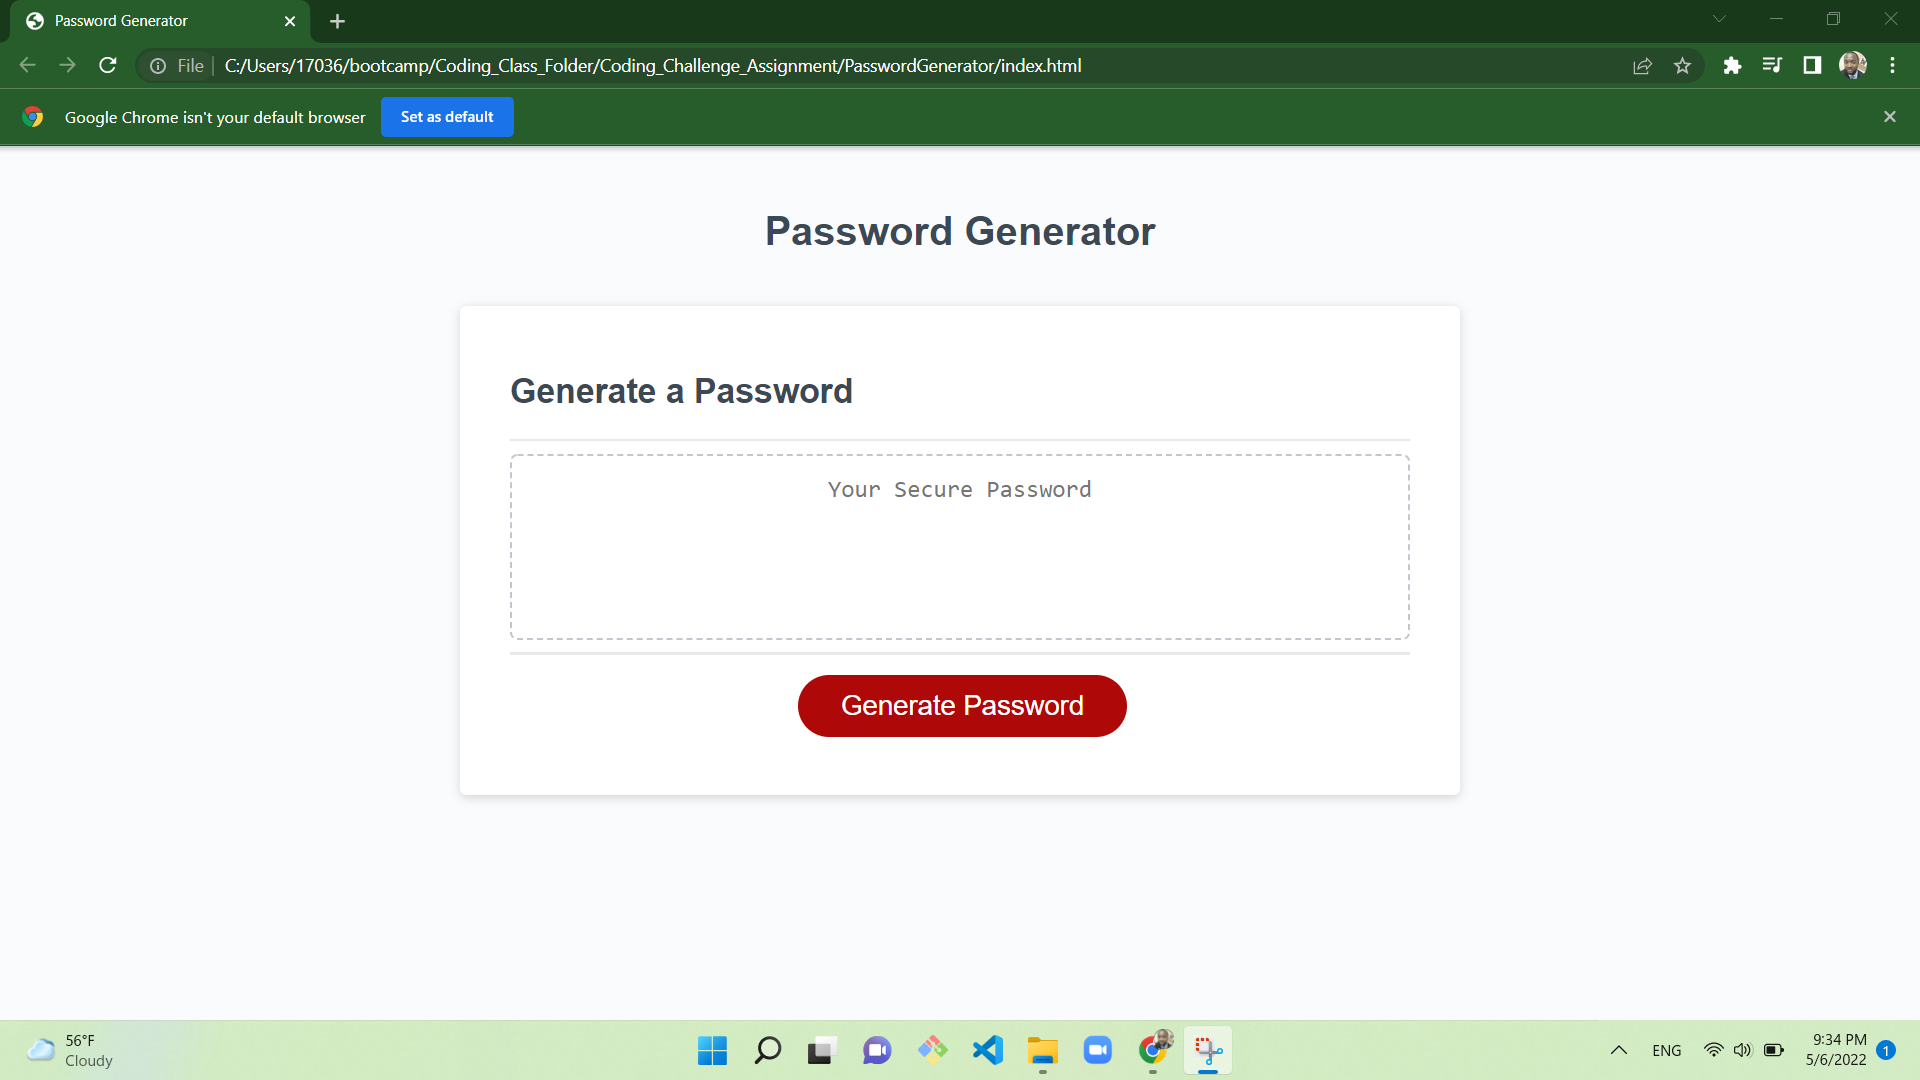 Password Generator
File
C:/Users/17036/bootcamp/Coding_Class_Folder/Coding_Challenge_Assignment/PasswordGenerator/index.html
Google Chrome isn't your default browser
Set as default
Password Generator
Generate a Password
Your Secure Password
Generate Password
56°F
Cloudy
ENG
9:34 PM
5/6/2022
1